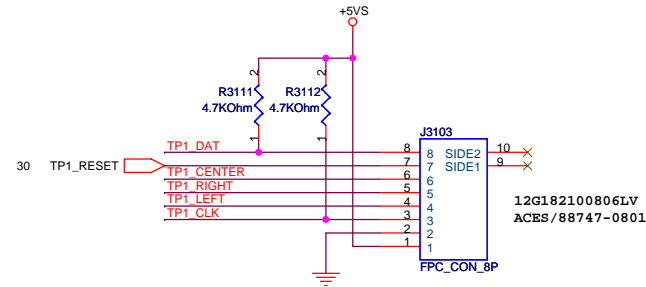 +5VS
2
2
R3111
R3112
4.7KOhm
4.7KOhm
1
1
J3103
TP1_DAT
8
8
SIDE2
10
30
TP1_RESET
7
7
SIDE1
9
TP1_CENTER
6
6
TP1_RIGHT
5
5
TP1_LEFT
4
4
TP1_CLK
3
3
2
2
1
1
12G182100806LV
ACES/88747-0801
FPC_CON_8P